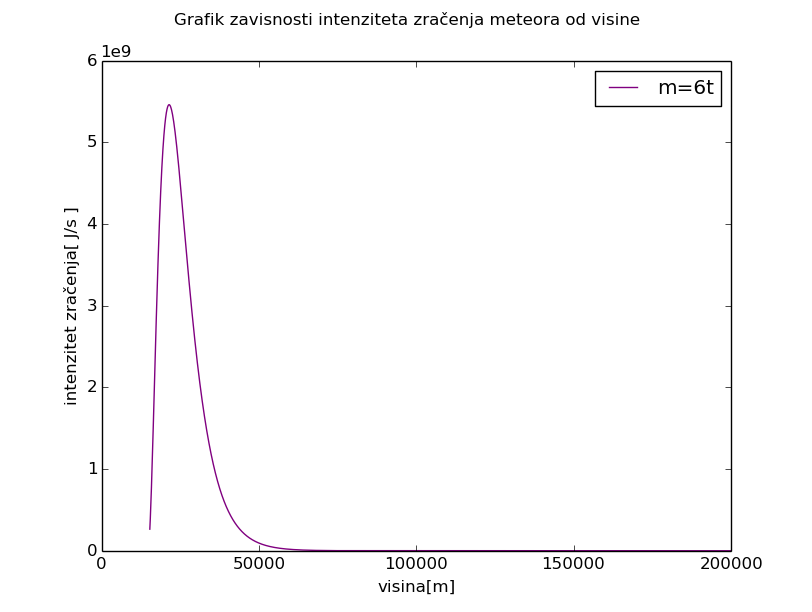 Grafik zavisnosti intenziteta zračenja meteora od visine
1e9
m=6t
6
5
4
3
2
1
0
intenzitet zračenja[ J/s ]
0 50000 100000 150000 200000
visina[m]